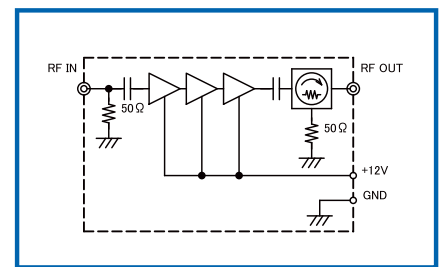 RF IN
RF OUT
50Ω
50Ω
+12V
GND